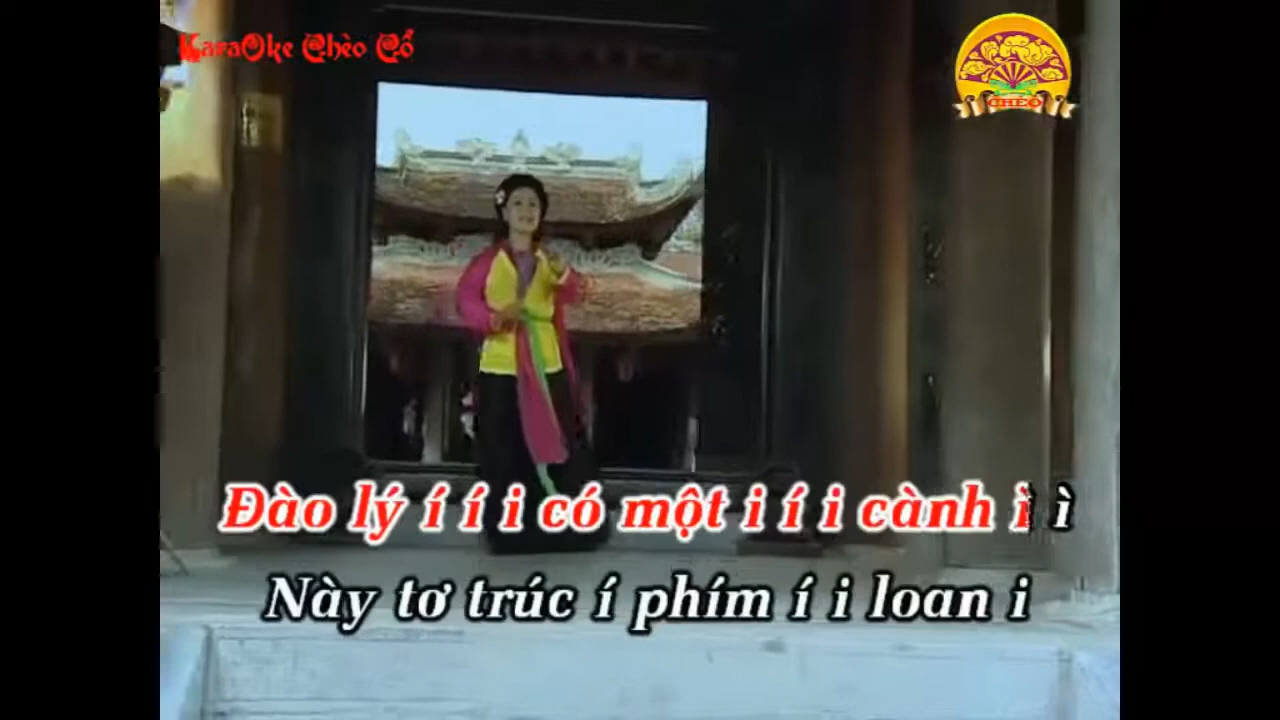 KaraOke Chèo Cổ
CHÈO
Đào lý í í i có một i í i cành ì ì
Này tơ trúc í phím í i loan i